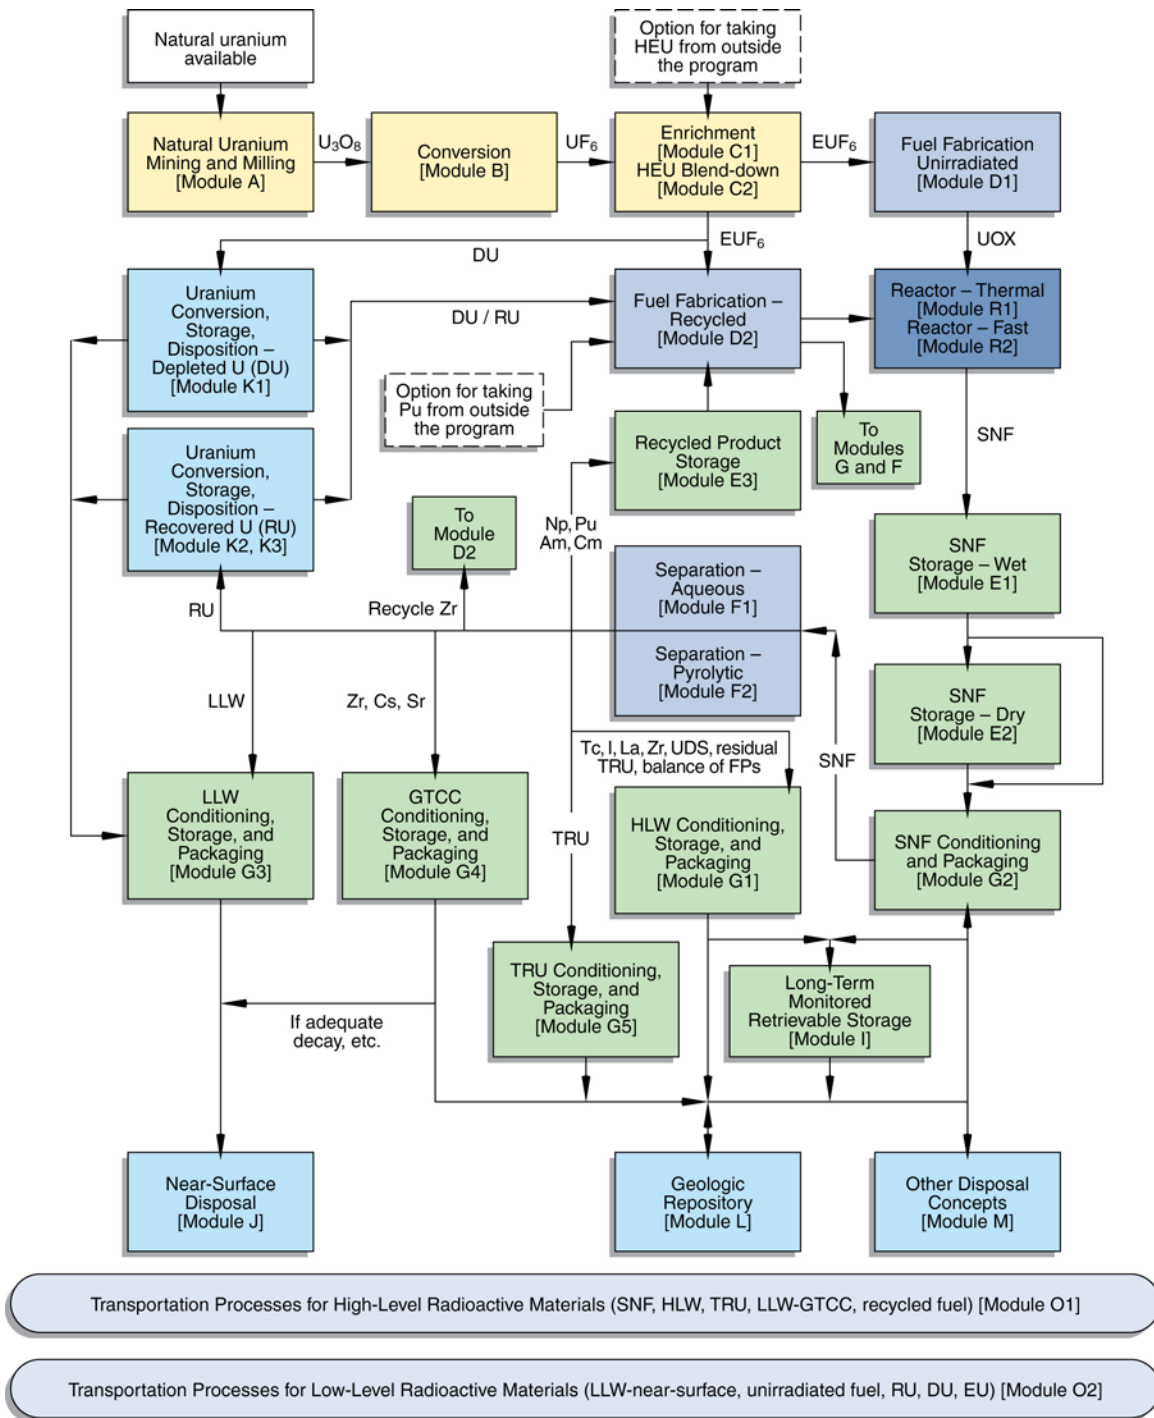 Natural uranium
available
Option for taking
HEU from outside
the program
Natural Uranium
Mining and Milling
[Module A]
U₃O₈
Conversion
[Module B]
UF₆
Enrichment
[Module C1]
HEU Blend-down
[Module C2]
EUF₆
Fuel Fabrication
Unirradiated
[Module D1]
DU
EUF₆
UOX
Uranium
Conversion,
Storage,
Disposition –
Depleted U (DU)
[Module K1]
DU / RU
Fuel Fabrication –
Recycled
[Module D2]
Reactor – Thermal
[Module R1]
Reactor – Fast
[Module R2]
Option for taking
Pu from outside
the program
To
Modules
G and F
SNF
Uranium
Conversion,
Storage,
Disposition –
Recovered U (RU)
[Module K2, K3]
Recycled Product
Storage
[Module E3]
To
Module
D2
Np, Pu
Am, Cm
SNF
Storage – Wet
[Module E1]
Separation –
Aqueous
[Module F1]
Separation –
Pyrolytic
[Module F2]
RU
Recycle Zr
LLW
Zr, Cs, Sr
SNF
Storage – Dry
[Module E2]
Tc, I, La, Zr, UDS, residual
TRU, balance of FPs
SNF
LLW
Conditioning,
Storage, and
Packaging
[Module G3]
GTCC
Conditioning,
Storage, and
Packaging
[Module G4]
TRU
HLW Conditioning,
Storage, and
Packaging
[Module G1]
SNF Conditioning
and Packaging
[Module G2]
TRU Conditioning,
Storage, and
Packaging
[Module G5]
Long-Term
Monitored
Retrievable Storage
[Module I]
If adequate
decay, etc.
Near-Surface
Disposal
[Module J]
Geologic
Repository
[Module L]
Other Disposal
Concepts
[Module M]
Transportation Processes for High-Level Radioactive Materials (SNF, HLW, TRU, LLW-GTCC, recycled fuel) [Module O1]
Transportation Processes for Low-Level Radioactive Materials (LLW-near-surface, unirradiated fuel, RU, DU, EU) [Module O2]